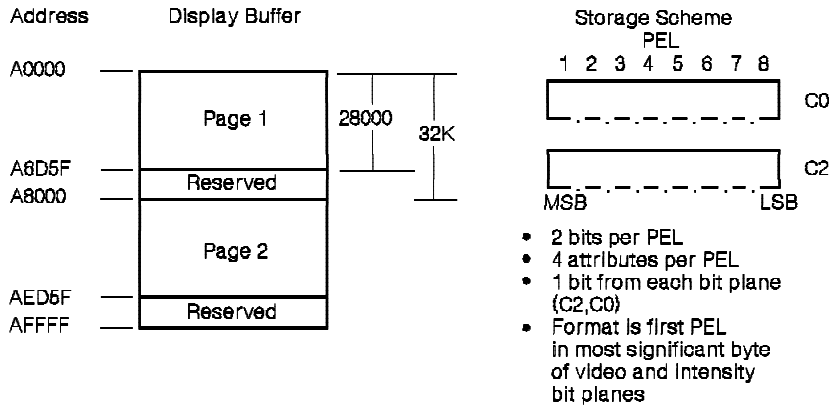 Address Display Buffer
A0000
Page 1
28000
32K
A6D5F
Reserved
A8000
Page 2
AED5F
Reserved
AFFFF
Storage Scheme
PEL
1 2 3 4 5 6 7 8
C0
C2
MSB LSB
• 2 bits per PEL
• 4 attributes per PEL
• 1 bit from each bit plane
(C2,C0)
• Format is first PEL
in most significant byte
of video and intensity
bit planes